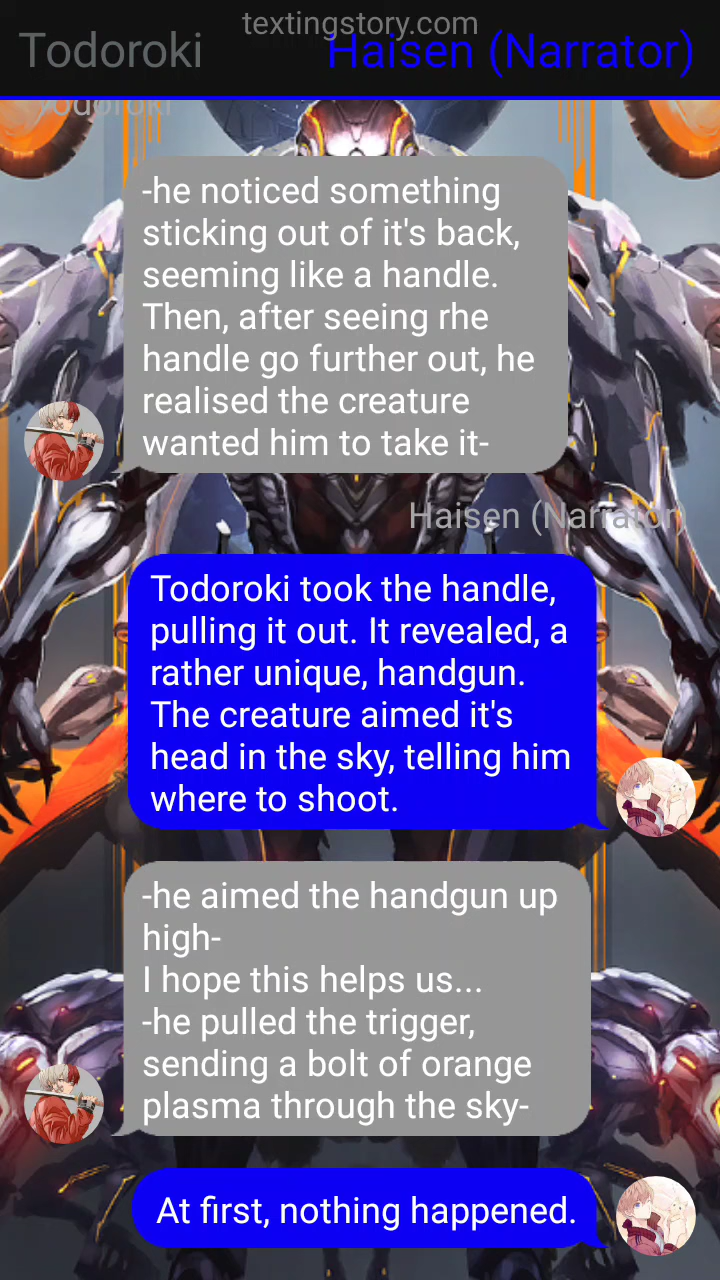 textingstory.com
Todoroki
Haisen (Narrator)
Todoroki
-he noticed something
sticking out of it's back,
seeming like a handle.
Then, after seeing rhe
handle go further out, he
realised the creature
wanted him to take it-
Haisen (Narrator)
Todoroki took the handle,
pulling it out. It revealed, a
rather unique, handgun.
The creature aimed it's
head in the sky, telling him
where to shoot.
-he aimed the handgun up
high-
I hope this helps us...
-he pulled the trigger,
sending a bolt of orange
plasma through the sky-
At first, nothing happened.